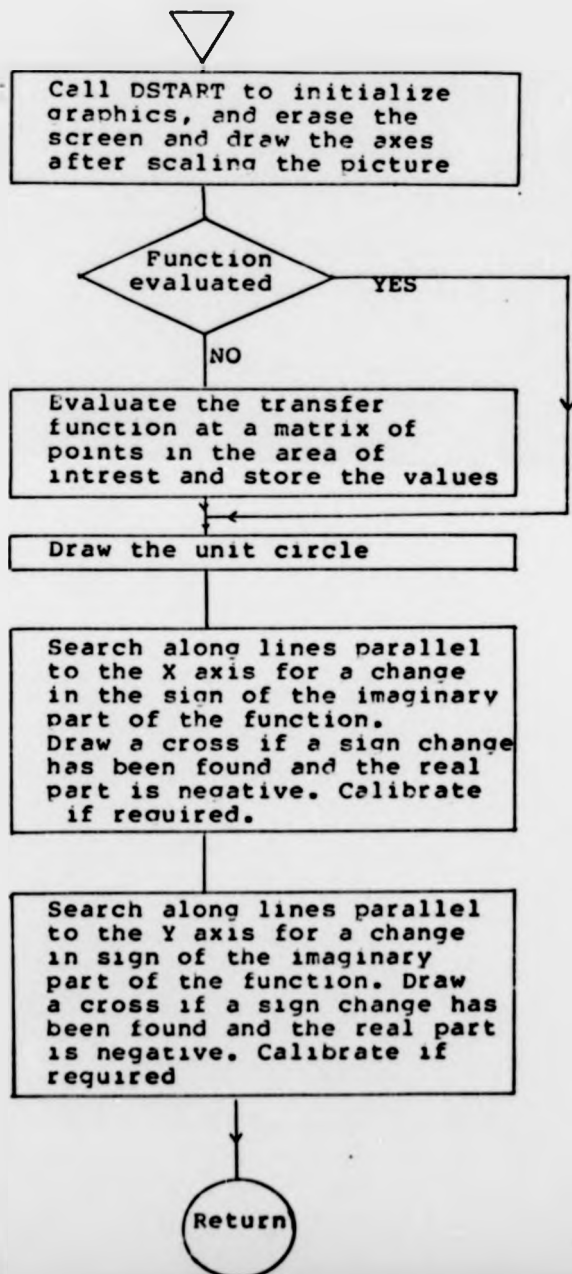 Call DSTART to initialize
graphics, and erase the
screen and draw the axes
after scaling the picture
Function
evaluated
YES
NO
Evaluate the transfer
function at a matrix of
points in the area of
intrest and store the values
Draw the unit circle
Search along lines parallel
to the X axis for a change
in the sign of the imaginary
part of the function.
Draw a cross if a sign change
has been found and the real
part is negative. Calibrate
if required.
Search along lines parallel
to the Y axis for a change
in sign of the imaginary
part of the function. Draw
a cross if a sign change has
been found and the real part
is negative. Calibrate if
required
Return